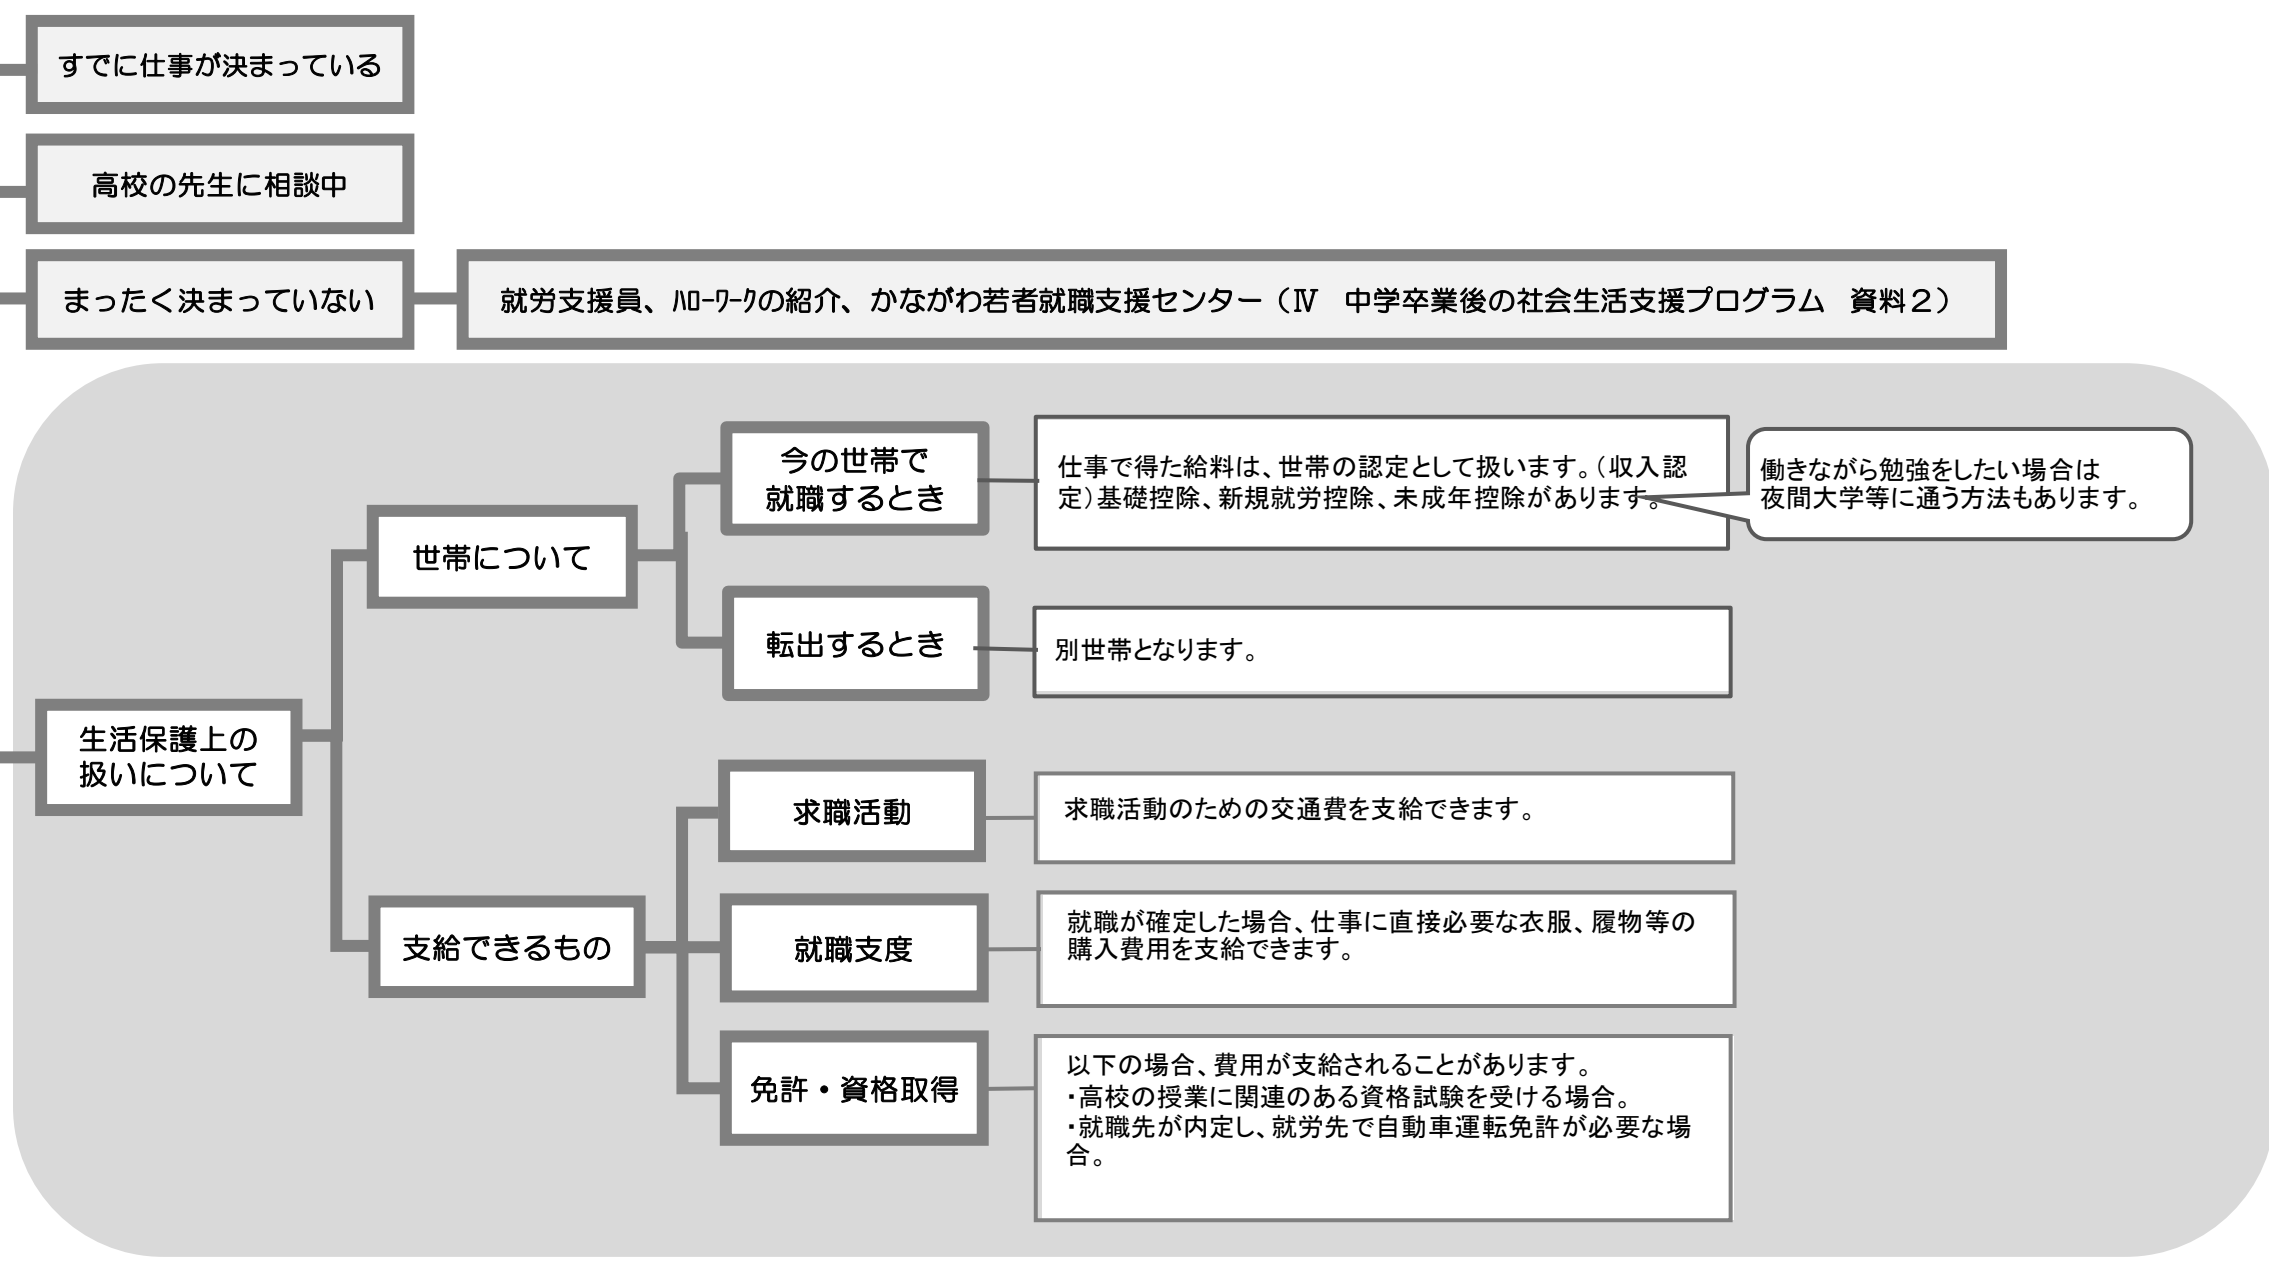 すでに仕事が決まっている
高校の先生に相談中
まったく決まっていない
就労支援員、ﾊﾛｰﾜｰｸの紹介、かながわ若者就職支援センター（Ⅳ　中学卒業後の社会生活支援プログラム　資料２）
今の世帯で
就職するとき
仕事で得た給料は、世帯の認定として扱います。（収入認
定）基礎控除、新規就労控除、未成年控除があります。
働きながら勉強をしたい場合は
夜間大学等に通う方法もあります。
世帯について
転出するとき
別世帯となります。
生活保護上の
扱いについて
求職活動
求職活動のための交通費を支給できます。
支給できるもの
就職支度
就職が確定した場合、仕事に直接必要な衣服、履物等の
購入費用を支給できます。
免許・資格取得
以下の場合、費用が支給されることがあります。
・高校の授業に関連のある資格試験を受ける場合。
・就職先が内定し、就労先で自動車運転免許が必要な場
合。